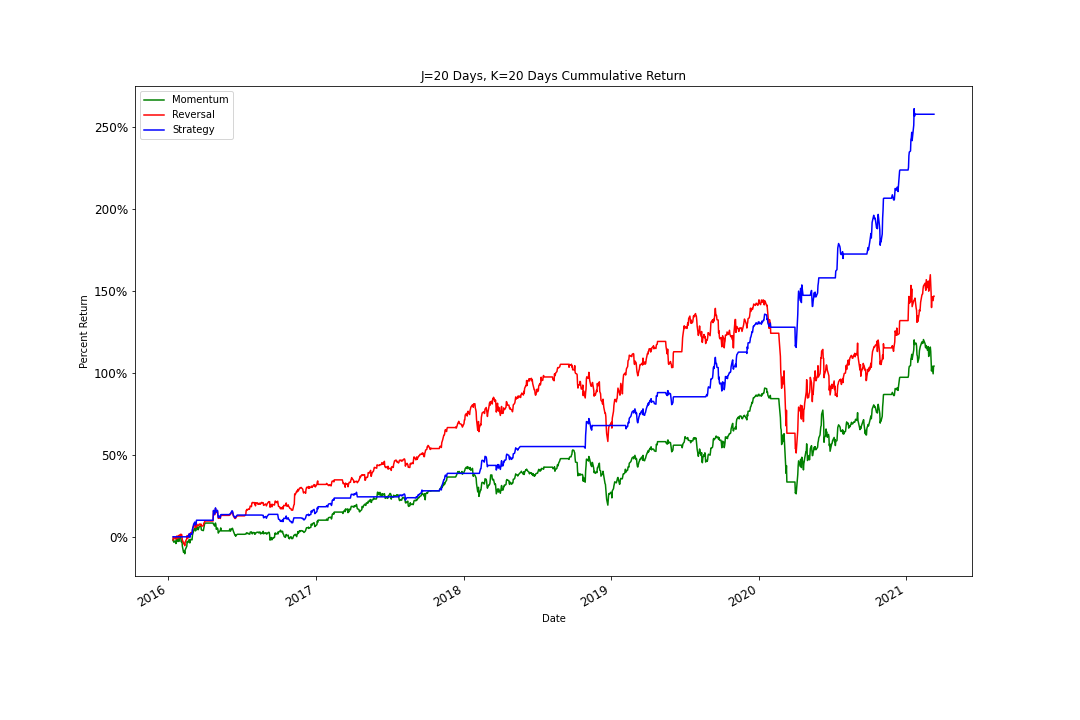 J=20 Days, K=20 Days Cummulative Return
Momentum
Reversal
Strategy
250%
200%
150%
100%
50%
0%
Percent Return
2016
2017
2018
2019
2020
2021
Date